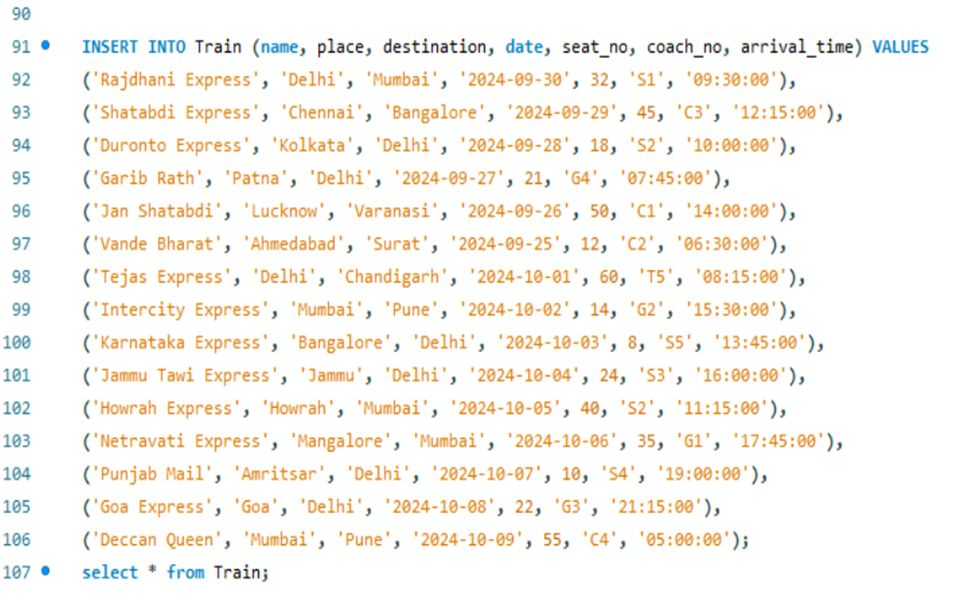 90
91 INSERT INTO Train (name, place, destination, date, seat_no, coach_no, arrival_time) VALUES
92 ('Rajdhani Express', 'Delhi', 'Mumbai', '2024-09-30', 32, 'S1', '09:30:00'),
93 ('Shatabdi Express', 'Chennai', 'Bangalore', '2024-09-29', 45, 'C3', '12:15:00'),
94 ('Duronto Express', 'Kolkata', 'Delhi', '2024-09-28', 18, 'S2', '10:00:00'),
95 ('Garib Rath', 'Patna', 'Delhi', '2024-09-27', 21, 'G4', '07:45:00'),
96 ('Jan Shatabdi', 'Lucknow', 'Varanasi', '2024-09-26', 50, 'C1', '14:00:00'),
97 ('Vande Bharat', 'Ahmedabad', 'Surat', '2024-09-25', 12, 'C2', '06:30:00'),
98 ('Tejas Express', 'Delhi', 'Chandigarh', '2024-10-01', 60, 'T5', '08:15:00'),
99 ('Intercity Express', 'Mumbai', 'Pune', '2024-10-02', 14, 'G2', '15:30:00'),
100 ('Karnataka Express', 'Bangalore', 'Delhi', '2024-10-03', 8, 'S5', '13:45:00'),
101 ('Jammu Tawi Express', 'Jammu', 'Delhi', '2024-10-04', 24, 'S3', '16:00:00'),
102 ('Howrah Express', 'Howrah', 'Mumbai', '2024-10-05', 40, 'S2', '11:15:00'),
103 ('Netravati Express', 'Mangalore', 'Mumbai', '2024-10-06', 35, 'G1', '17:45:00'),
104 ('Punjab Mail', 'Amritsar', 'Delhi', '2024-10-07', 10, 'S4', '19:00:00'),
105 ('Goa Express', 'Goa', 'Delhi', '2024-10-08', 22, 'G3', '21:15:00'),
106 ('Deccan Queen', 'Mumbai', 'Pune', '2024-10-09', 55, 'C4', '05:00:00');
107 select * from Train;